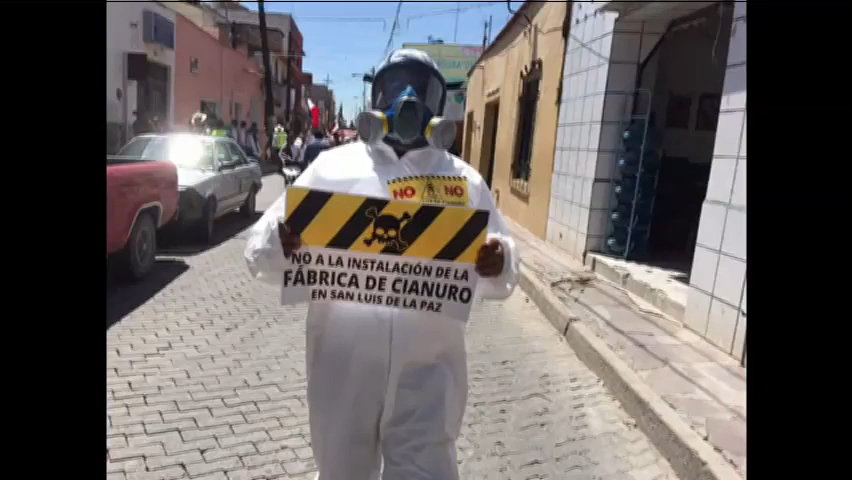 NO NO
NO A LA INSTALACIÓN DE LA
FÁBRICA DE CIANURO
EN SAN LUIS DE LA PAZ